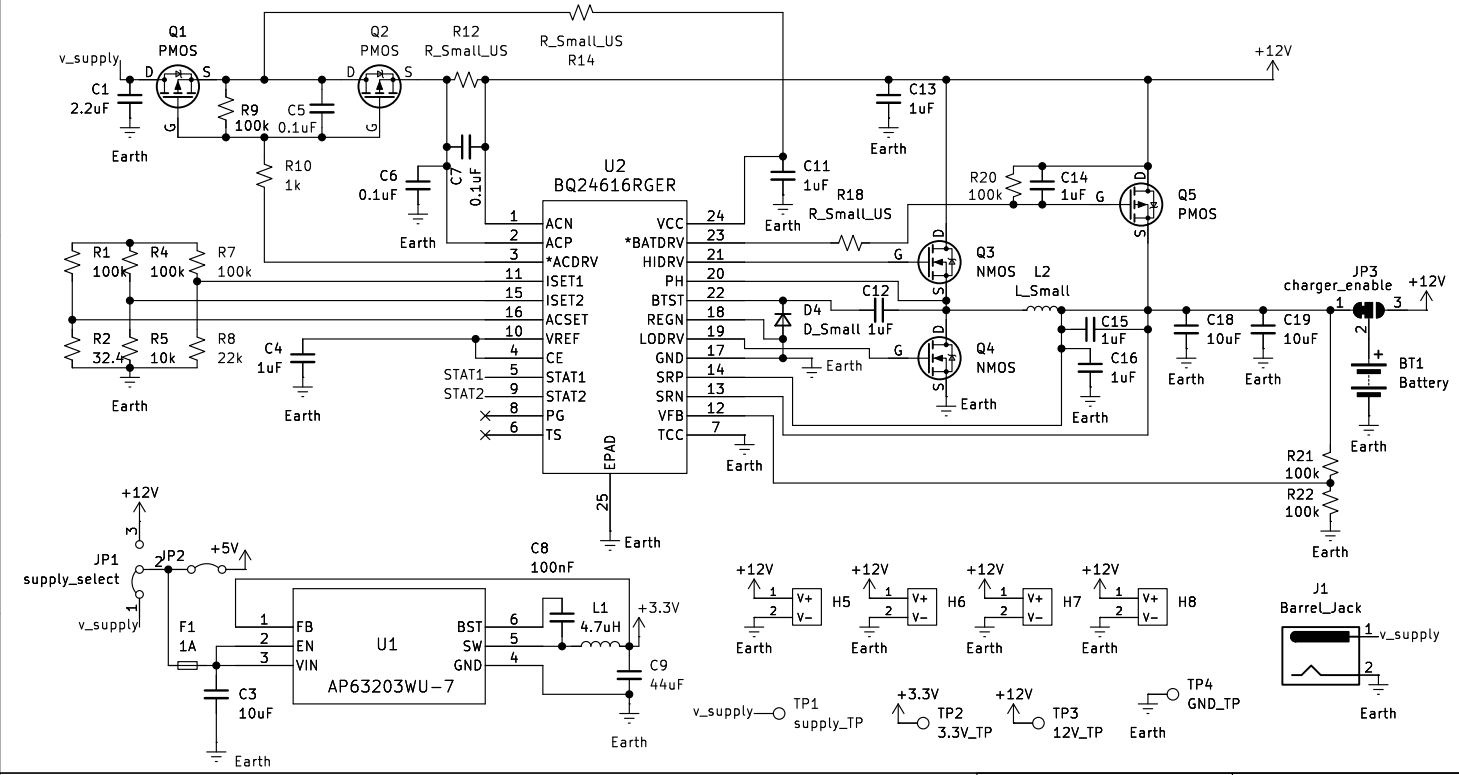 Q1
PMOS
v_supply
D
S
G
C1
2.2uF
Earth
R9
100k
C5
0.1uF
Q2
PMOS
D
S
G
R12
R_Small_US
R_Small_US
R14
+12V
R10
1k
C6
0.1uF
Earth
C7
0.1uF
C13
1uF
Earth
C11
1uF
Earth
R18
R_Small_US
R20
100k
C14
1uF
G
D
S
Q5
PMOS
U2
BQ24616RGER
1
ACN
2
ACP
3
*ACDRV
11
ISET1
15
ISET2
16
ACSET
10
VREF
4
CE
STAT1
5
STAT1
STAT2
9
STAT2
8
PG
6
TS
EPAD
25
Earth
VCC
24
*BATDRV
23
HIDRV
21
PH
20
BTST
22
REGN
18
LODRV
19
GND
17
SRP
14
SRN
13
VFB
12
TCC
7
Earth
R1
100k
R4
100k
R7
100k
R2
32.4
R5
10k
R8
22k
Earth
C4
1uF
Earth
D4
D_Small
C12
1uF
Earth
G
D
S
Q3
NMOS
G
D
S
Q4
NMOS
Earth
L2
L_Small
C15
1uF
C16
1uF
Earth
C18
10uF
Earth
C19
10uF
Earth
JP3
charger_enable
1
2
3
+12V
BT1
Battery
+
Earth
R21
100k
R22
100k
Earth
+12V
3
JP1
supply_select
2
1
v_supply
JP2
+5V
F1
1A
C3
10uF
Earth
1
FB
2
EN
3
VIN
U1
AP63203WU-7
BST
6
SW
5
GND
4
C8
100nF
L1
4.7uH
+3.3V
C9
44uF
Earth
+12V
1
2
V+
V-
H5
Earth
+12V
1
2
V+
V-
H6
Earth
+12V
1
2
V+
V-
H7
Earth
+12V
1
2
V+
V-
H8
Earth
v_supply
TP1
supply_TP
+3.3V
TP2
3.3V_TP
+12V
TP3
12V_TP
TP4
GND_TP
Earth
J1
Barrel_Jack
1
v_supply
2
Earth